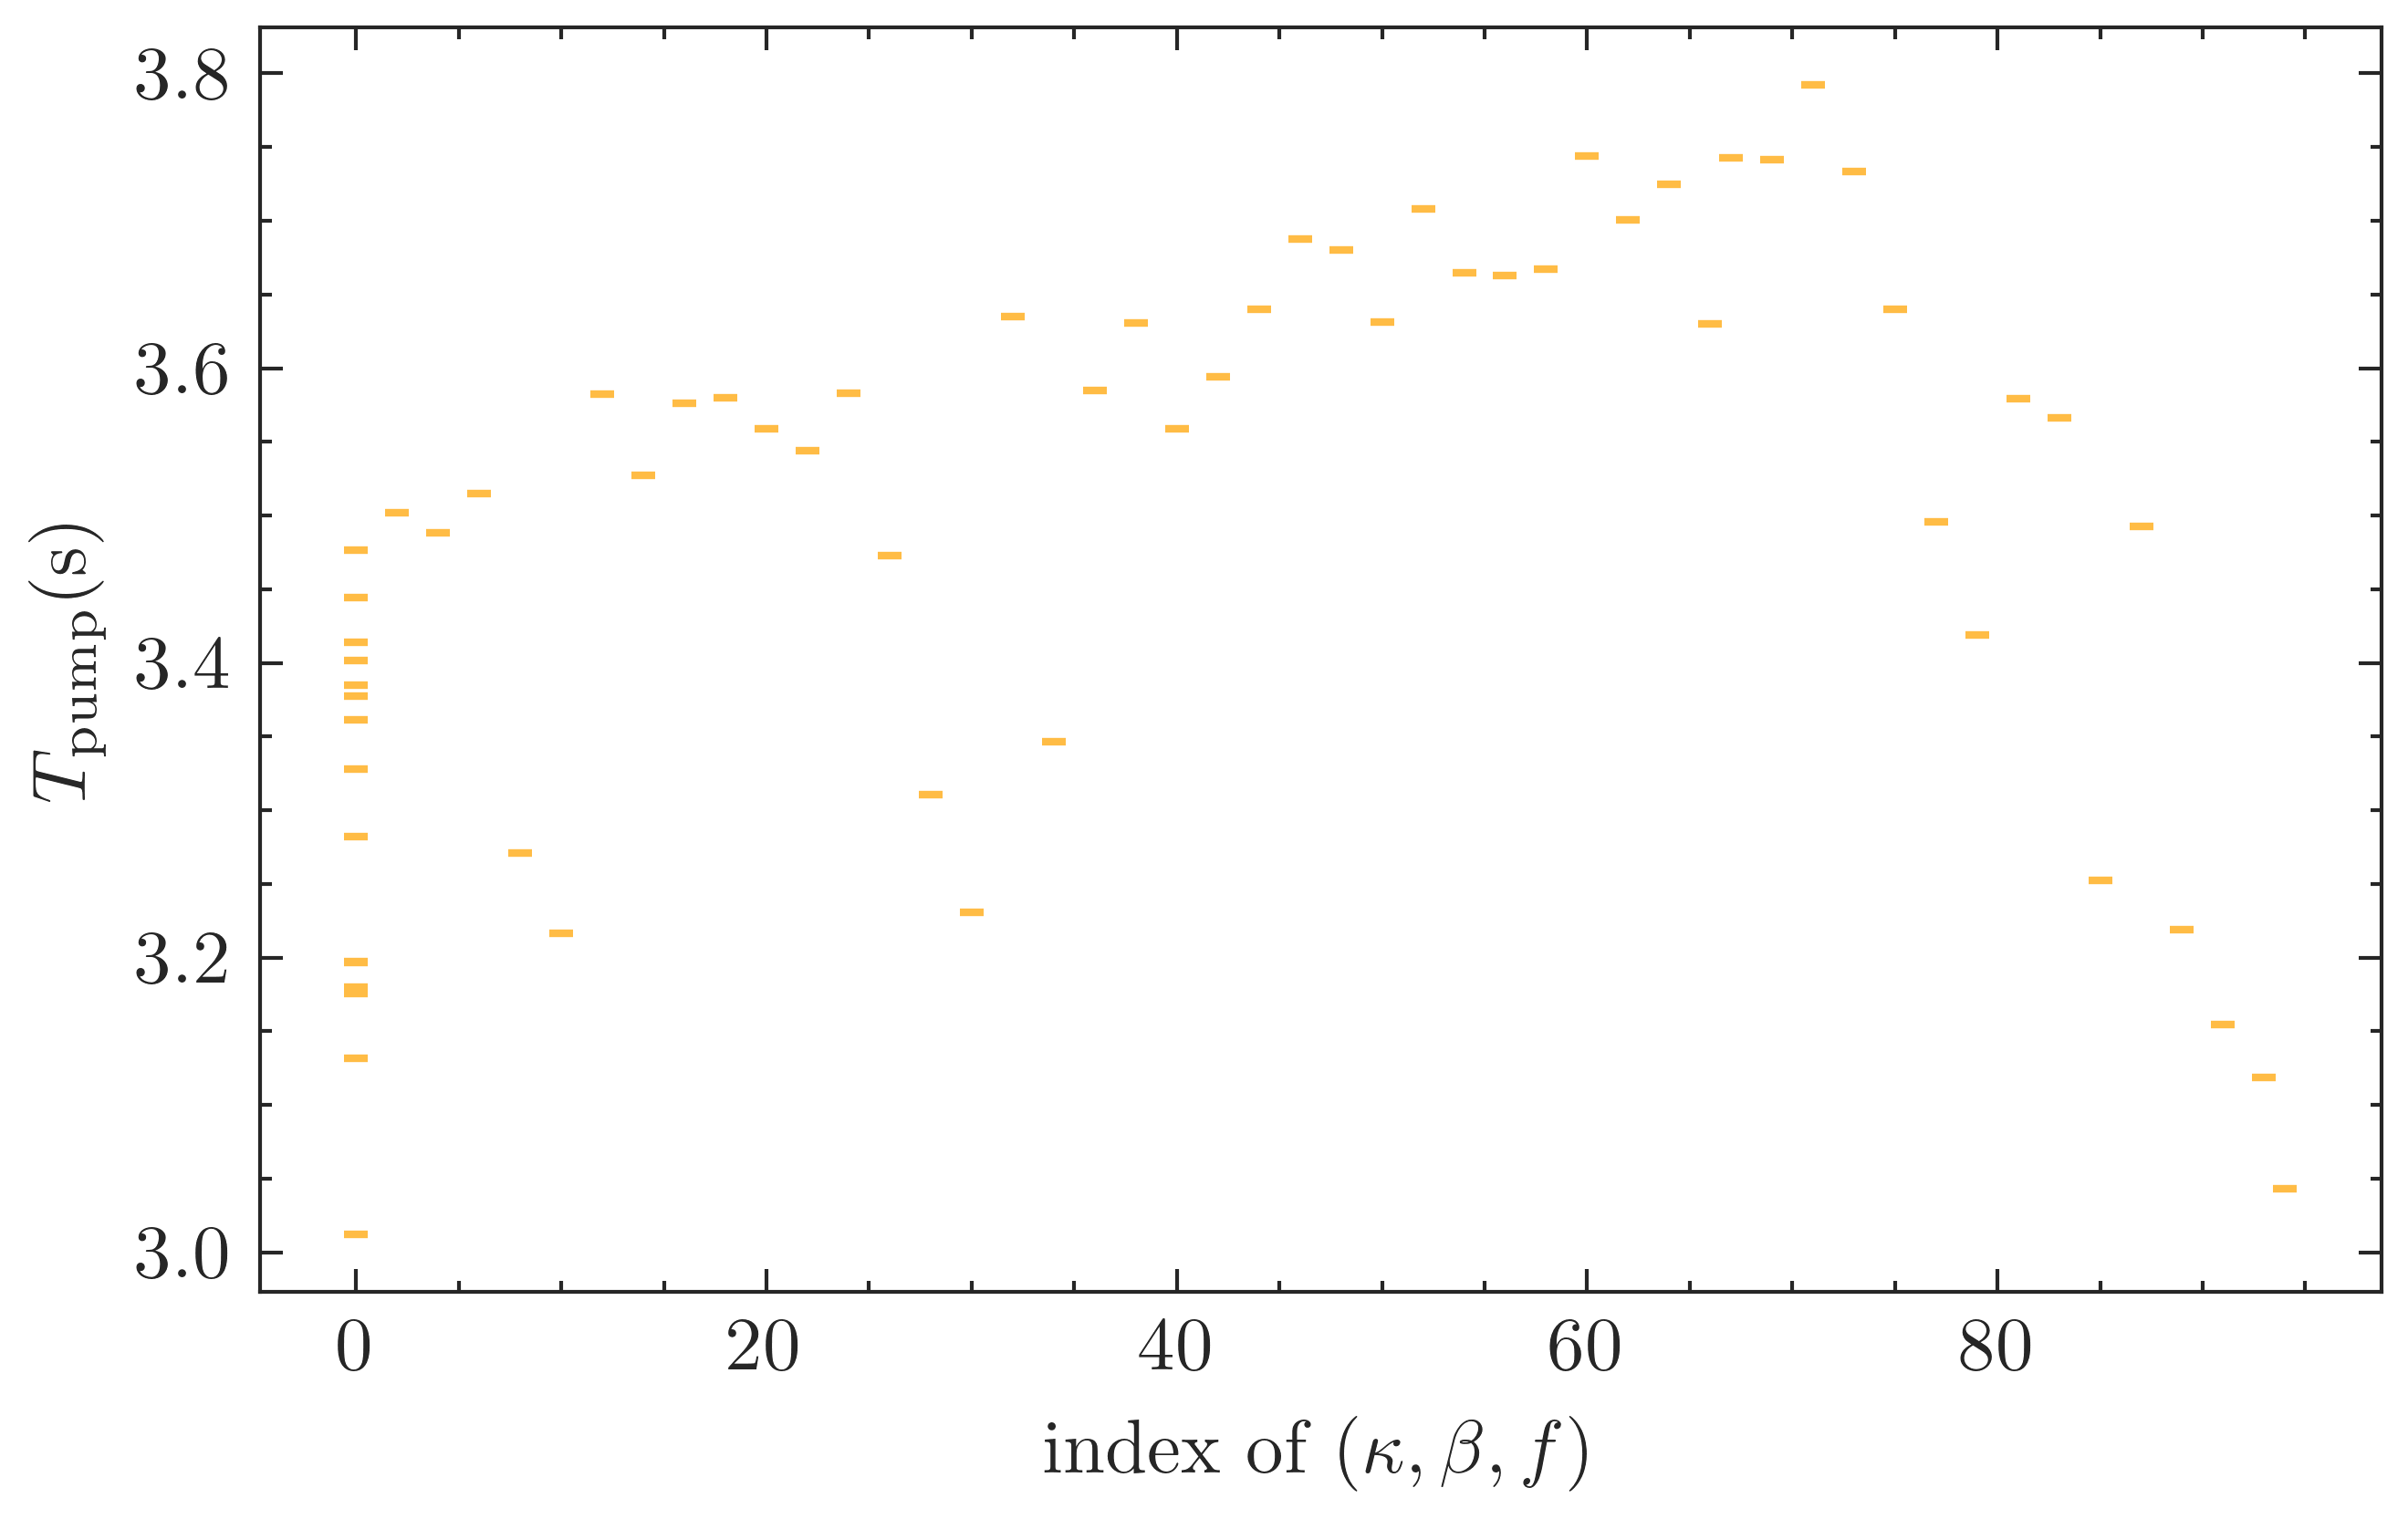 3.8
3.6
3.4
3.2
3.0
T_pump(s)
0 20 40 60 80
index of (κ, β, f)